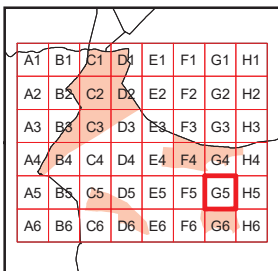 A1 B1 C1 D1 E1 F1 G1 H1
A2 B2 C2 D2 E2 F2 G2 H2
A3 B3 C3 D3 E3 F3 G3 H3
A4 B4 C4 D4 E4 F4 G4 H4
A5 B5 C5 D5 E5 F5 G5 H5
A6 B6 C6 D6 E6 F6 G6 H6